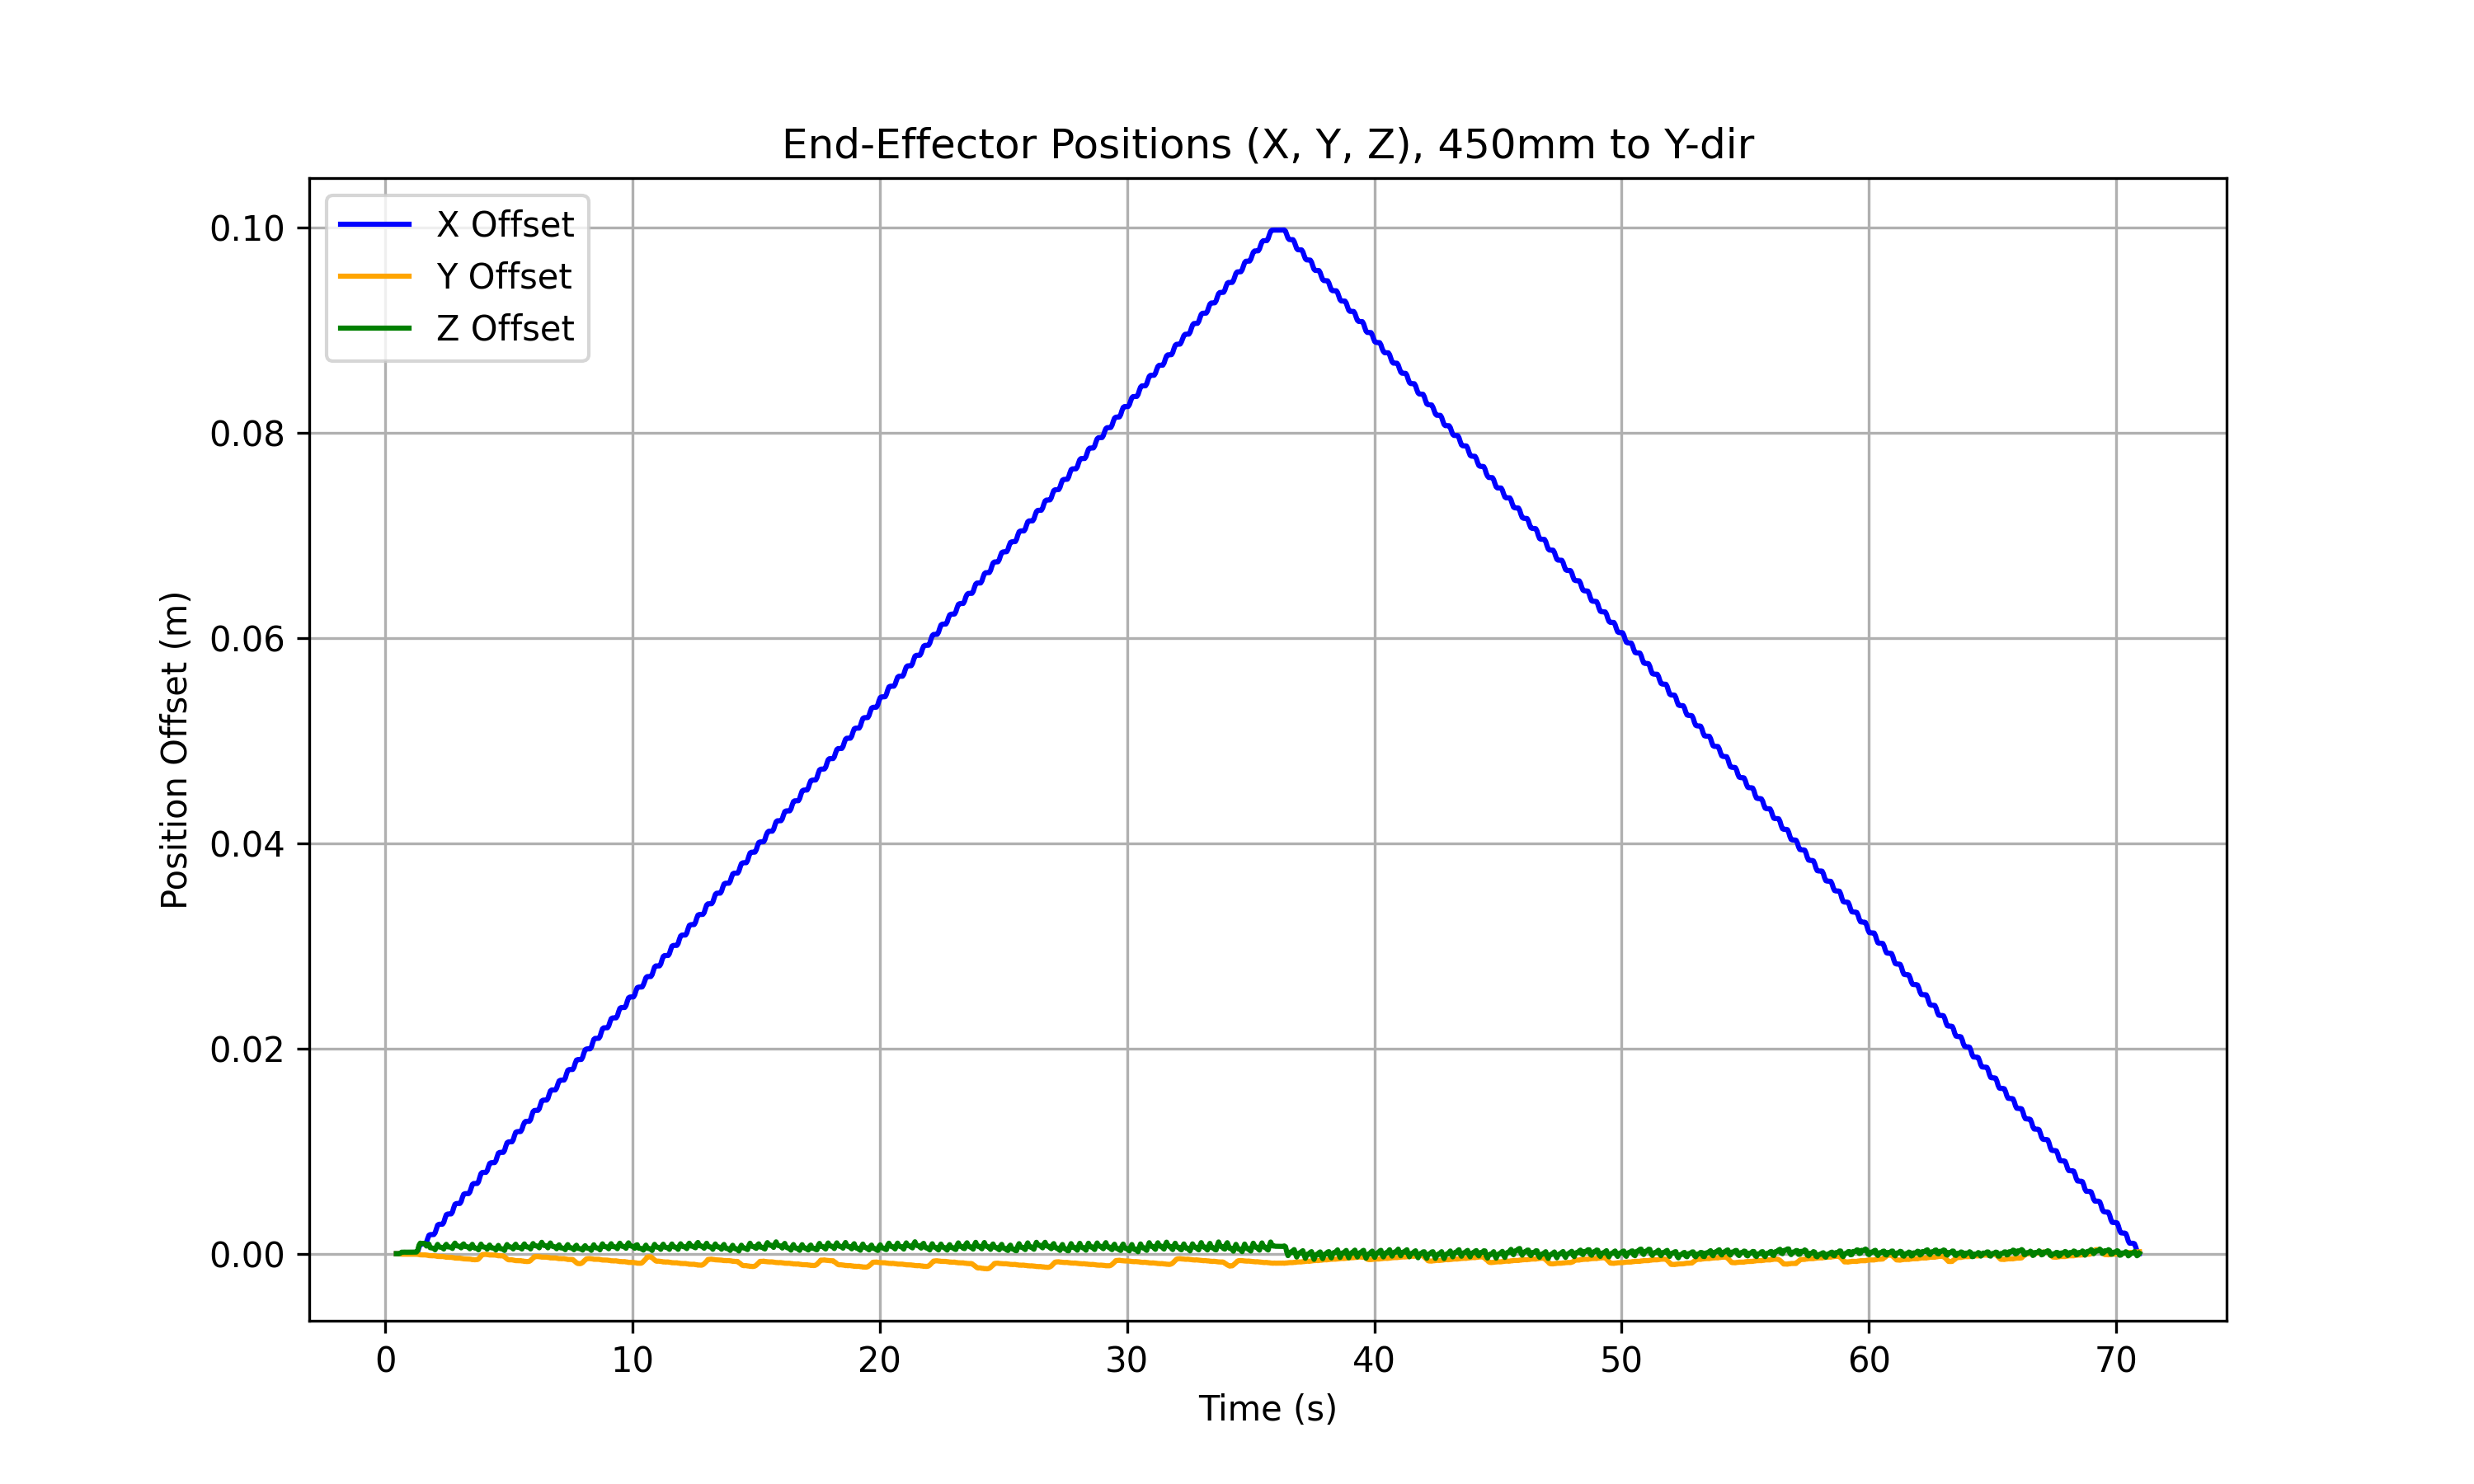 End-Effector Positions (X, Y, Z), 450mm to Y-dir
X Offset
Y Offset
Z Offset
0.10
0.08
0.06
0.04
0.02
0.00
Position Offset (m)
0 10 20 30 40 50 60 70
Time (s)